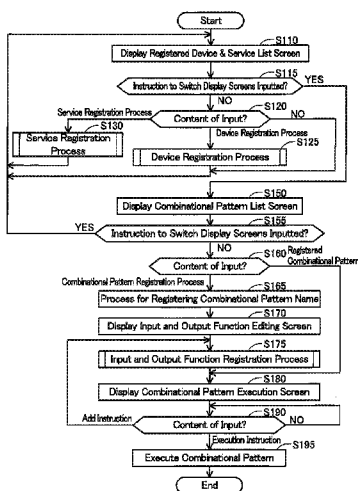 Start
S110
Display Registered Device & Service List Screen
S115
Instruction to Switch Display Screens Inputted?
YES
NO
Service Registration Process
S120
Content of Input?
NO
S130
Service Registration
Process
Device Registration Process
S125
Device Registration Process
S150
Display Combinational Pattern List Screen
S155
YES
Instruction to Switch Display Screens Inputted?
NO
S160
Registered
Combinational Pattern
Content of Input?
Combinational Pattern Registration Process
S165
Process for Registering Combinational Pattern Name
S170
Display Input and Output Function Editing Screen
S175
Input and Output Function Registration Process
S180
Display Combinational Pattern Execution Screen
S190
Add Instruction
Content of Input?
NO
Execution Instruction
S195
Execute Combinational Pattern
End